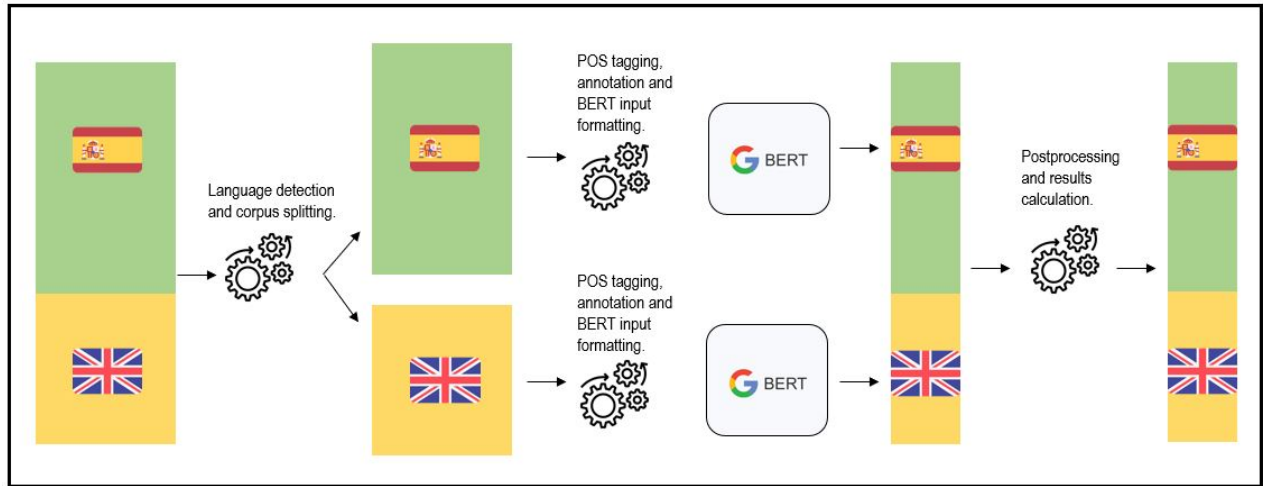 Language detection
and corpus splitting.
POS tagging,
annotation and
BERT input
formatting.
BERT
POS tagging,
annotation and
BERT input
formatting.
BERT
Postprocessing
and results
calculation.